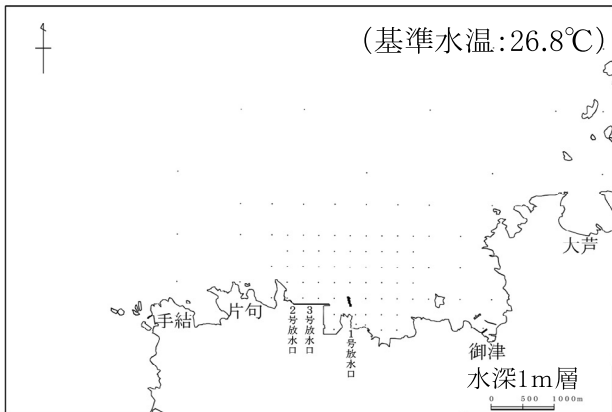 (基準水温:26.8℃)
大芦
手結
片句
2号放水口
3号放水口
1号放水口
御津
水深1m層
0 500 1000m